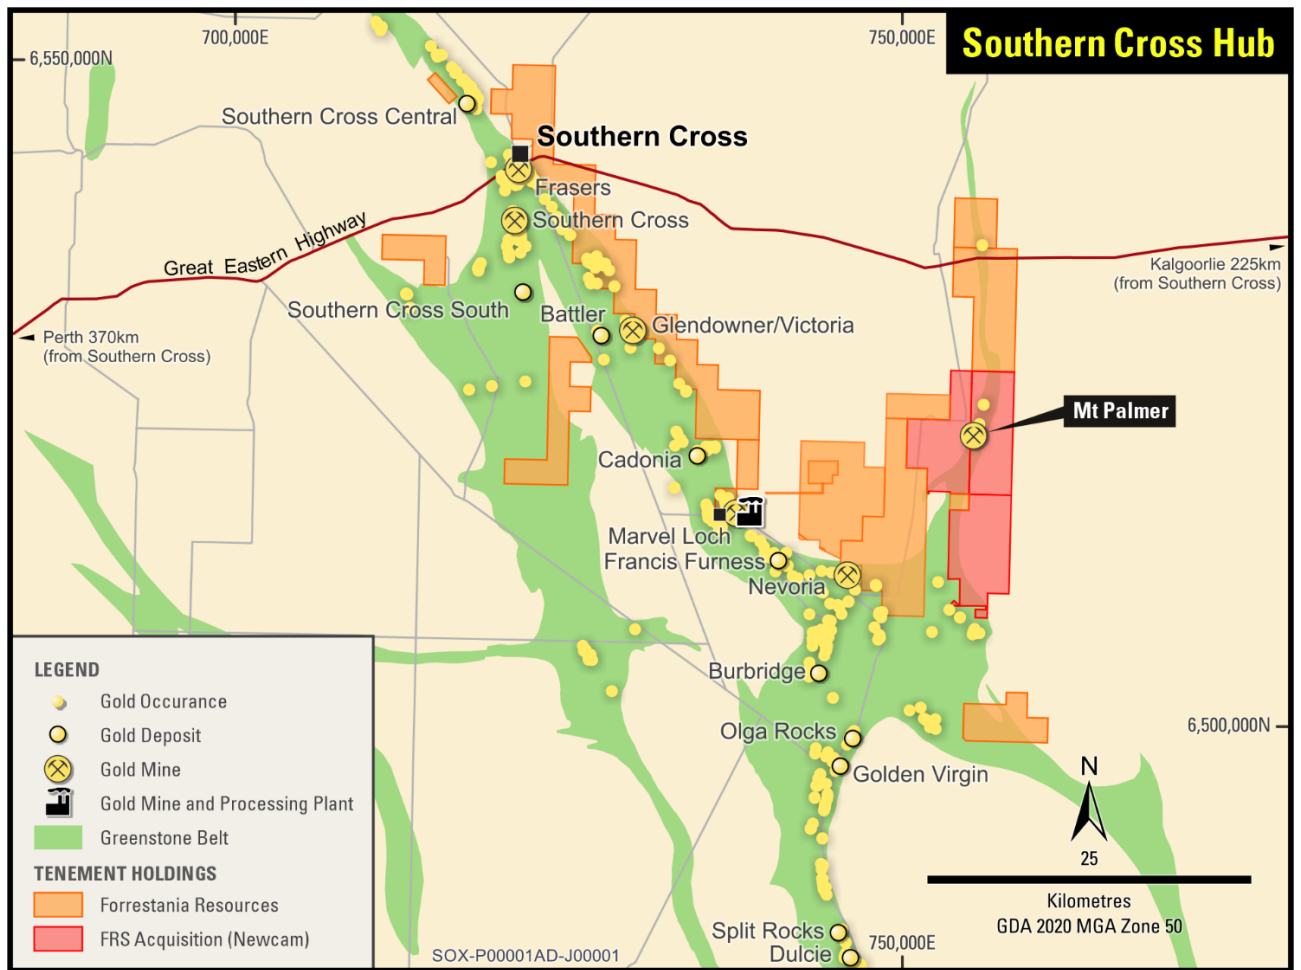 700,000E
750,000E
Southern Cross Hub
6,550,000N
Southern Cross Central
Southern Cross
Frasers
Southern Cross
Great Eastern Highway
Kalgoorlie 225km
(from Southern Cross)
Southern Cross South
Battler
Glendowner/Victoria
Perth 370km
(from Southern Cross)
Mt Palmer
Cadonia
Marvel Loch
Francis Furness
Nevoria
Burbridge
Olga Rocks
6,500,000N
Golden Virgin
LEGEND
Gold Occurance
Gold Deposit
Gold Mine
Gold Mine and Processing Plant
Greenstone Belt
TENEMENT HOLDINGS
Forrestania Resources
FRS Acquisition (Newcam)
N
25
Kilometres
GDA 2020 MGA Zone 50
Split Rocks
Dulcie
750,000E
SOX-P00001AD-J00001